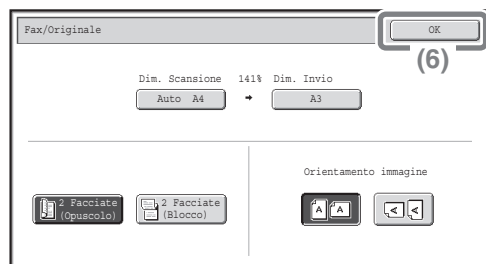 Fax/Originale
OK
(6)
Dim. Scansione 141% Dim. Invio
Auto A4
A3
Orientamento immagine
2 Facciate
(Opuscolo)
2 Facciate
(Blocco)
A A
A A